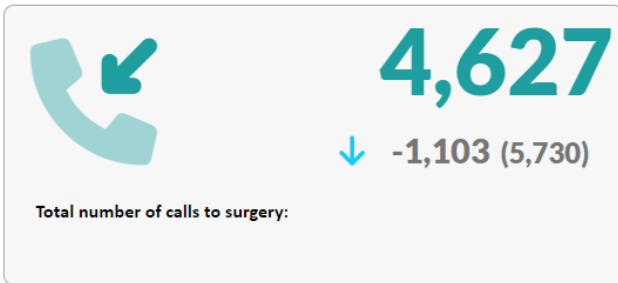 4,627
-1,103 (5,730)
Total number of calls to surgery: